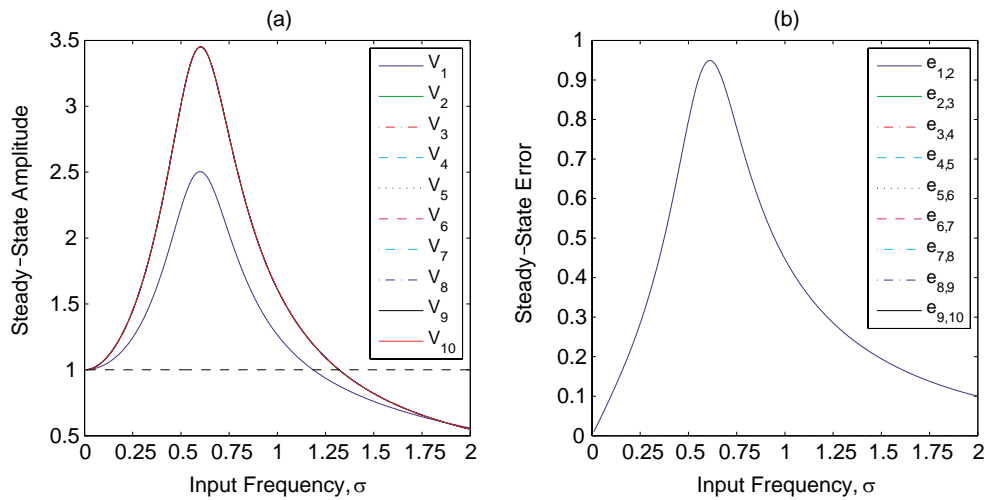 (a)
3.5
3
2.5
2
1.5
1
0.5
0 0.25 0.5 0.75 1 1.25 1.5 1.75 2
Steady−State Amplitude
Input Frequency, σ
V1
V2
V3
V4
V5
V6
V7
V8
V9
V10
(b)
1
0.9
0.8
0.7
0.6
0.5
0.4
0.3
0.2
0.1
0
0 0.25 0.5 0.75 1 1.25 1.5 1.75 2
Steady−State Error
Input Frequency, σ
e1,2
e2,3
e3,4
e4,5
e5,6
e6,7
e7,8
e8,9
e9,10